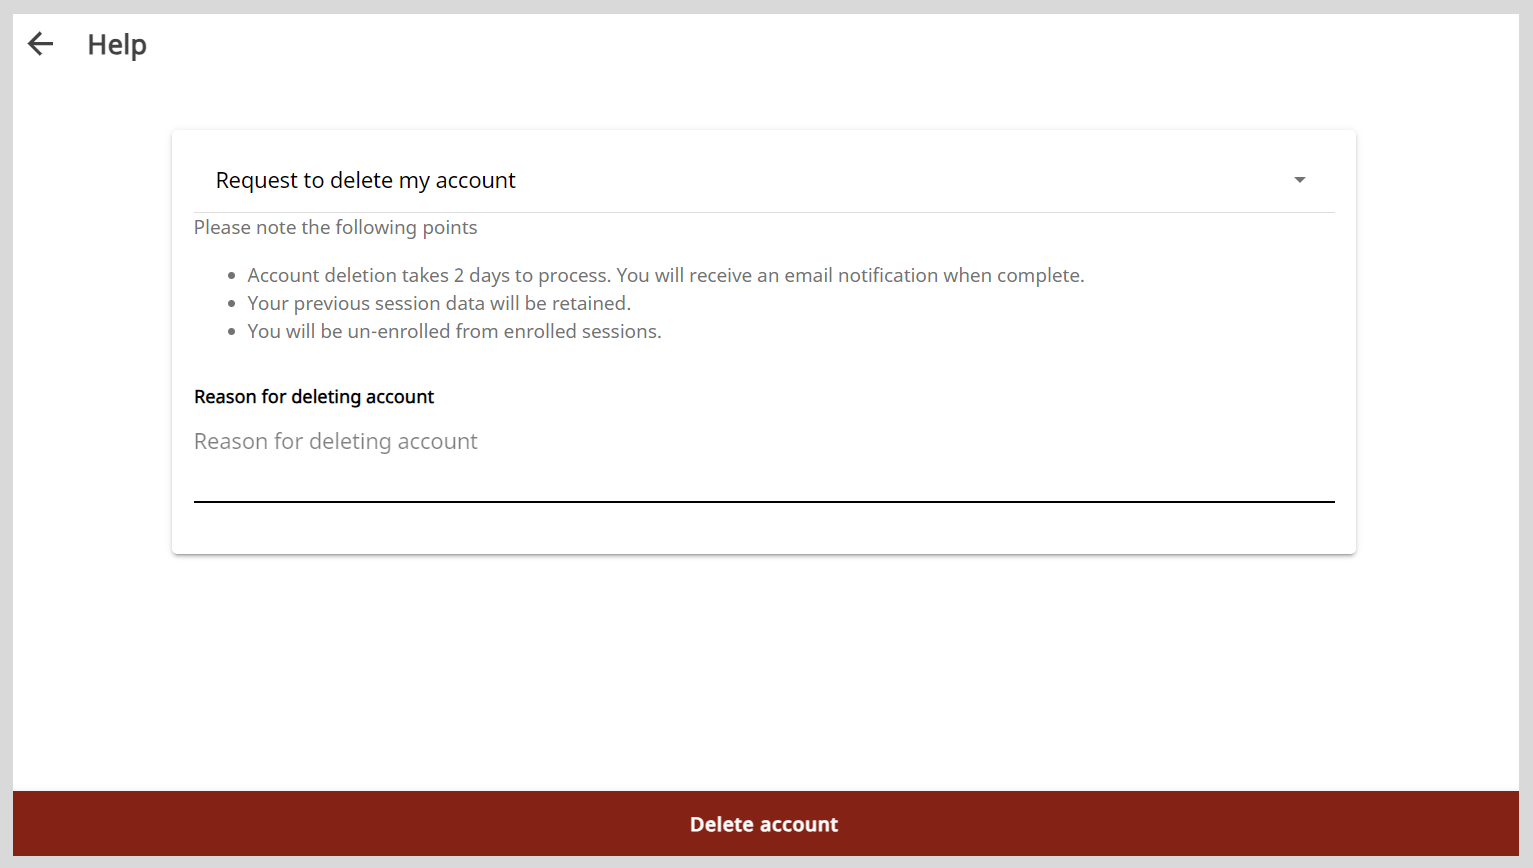 Help
Request to delete my account
Please note the following points
Account deletion takes 2 days to process. You will receive an email notification when complete.
Your previous session data will be retained.
You will be un-enrolled from enrolled sessions.
Reason for deleting account
Reason for deleting account
Delete account